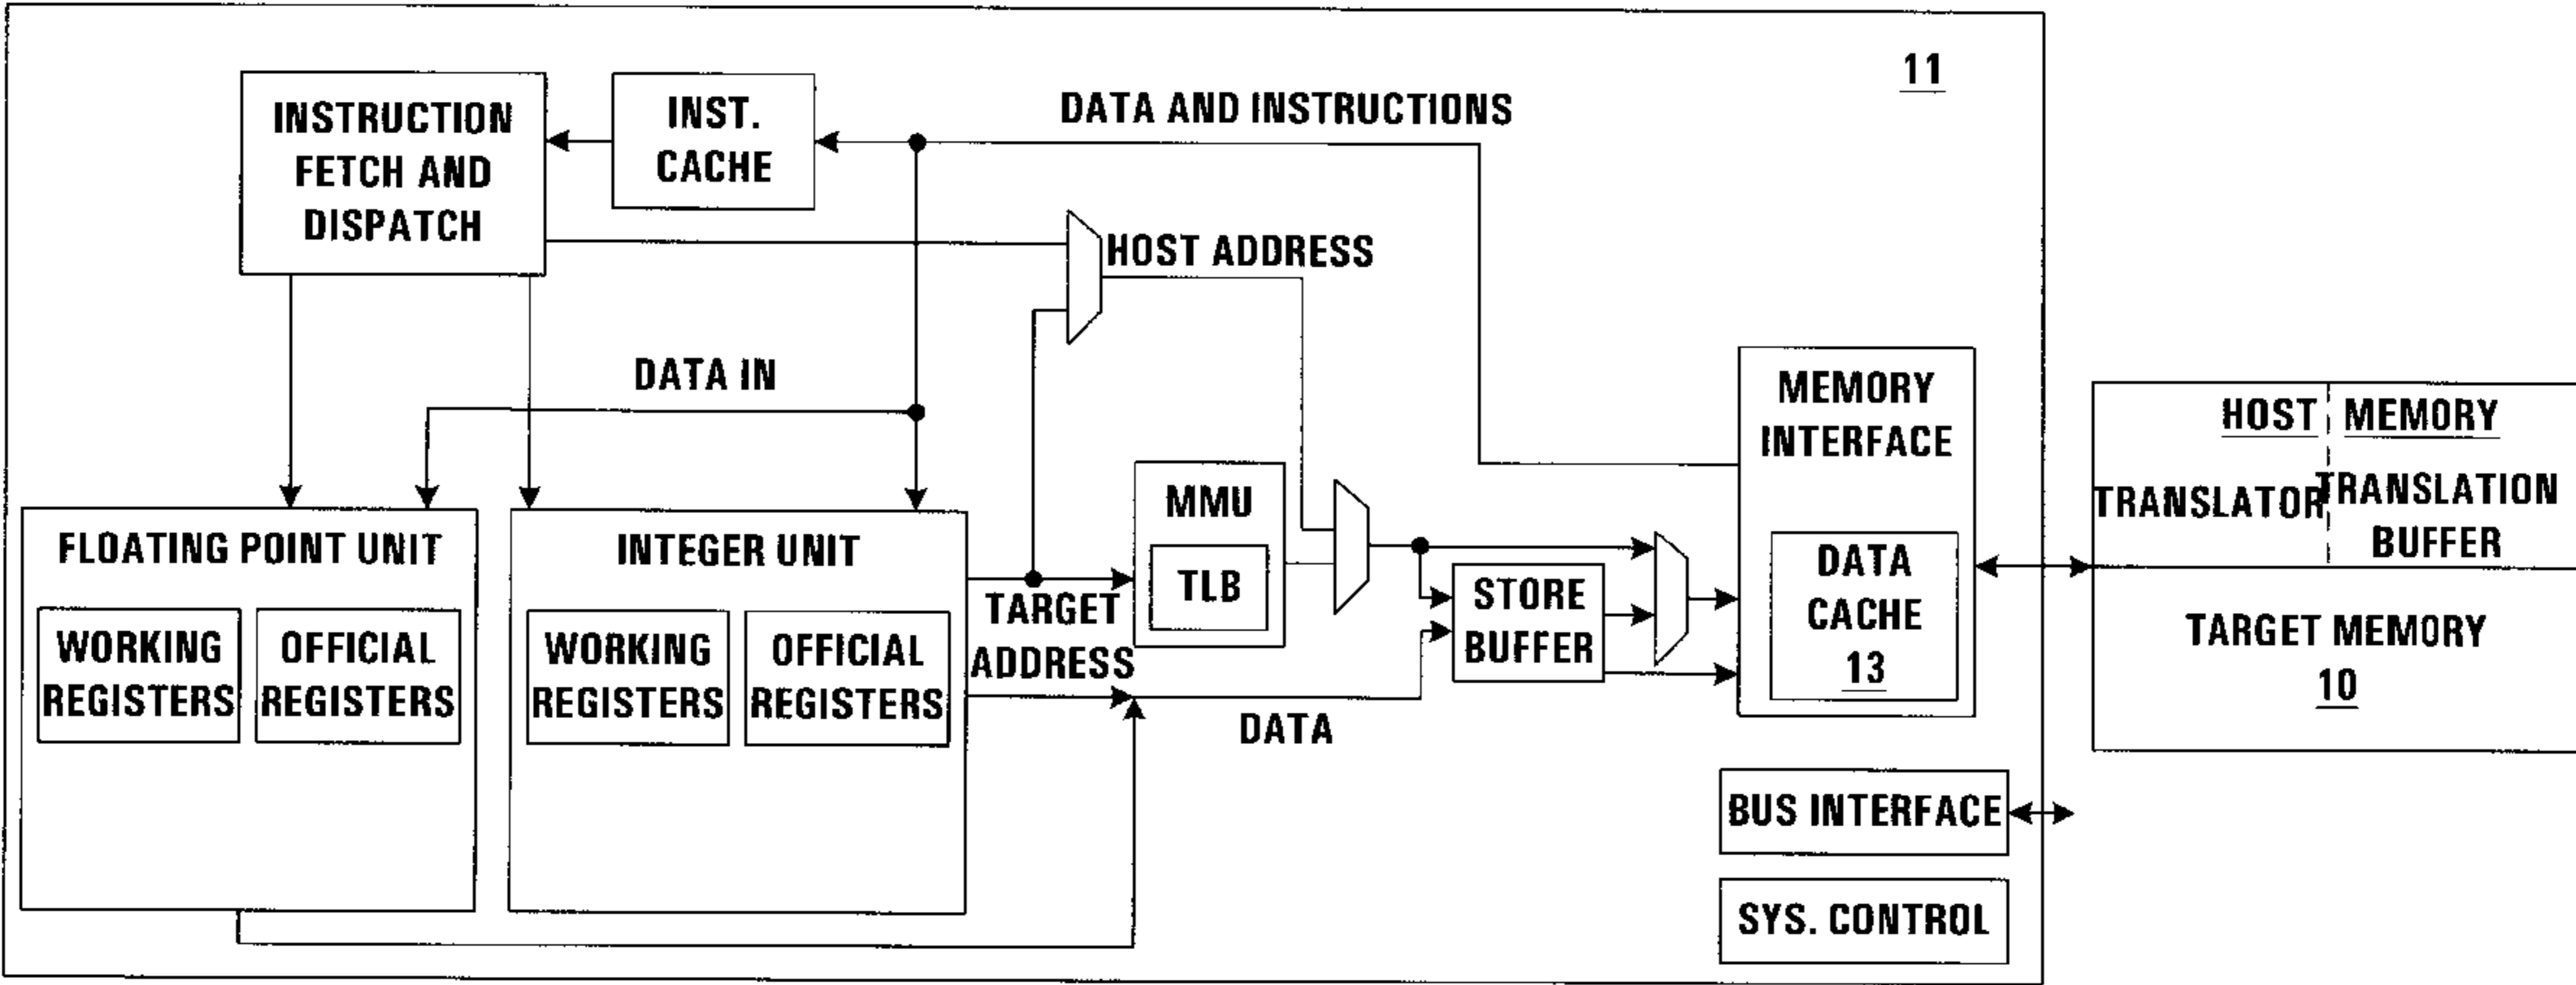 11
INSTRUCTION
FETCH AND
DISPATCH
INST.
CACHE
DATA AND INSTRUCTIONS
HOST ADDRESS
DATA IN
MEMORY
INTERFACE
DATA
CACHE
13
HOST MEMORY
TRANSLATOR
TRANSLATION
BUFFER
TARGET MEMORY
10
MMU
TLB
FLOATING POINT UNIT
WORKING
REGISTERS
OFFICIAL
REGISTERS
INTEGER UNIT
WORKING
REGISTERS
OFFICIAL
REGISTERS
TARGET
ADDRESS
STORE
BUFFER
DATA
BUS INTERFACE
SYS. CONTROL